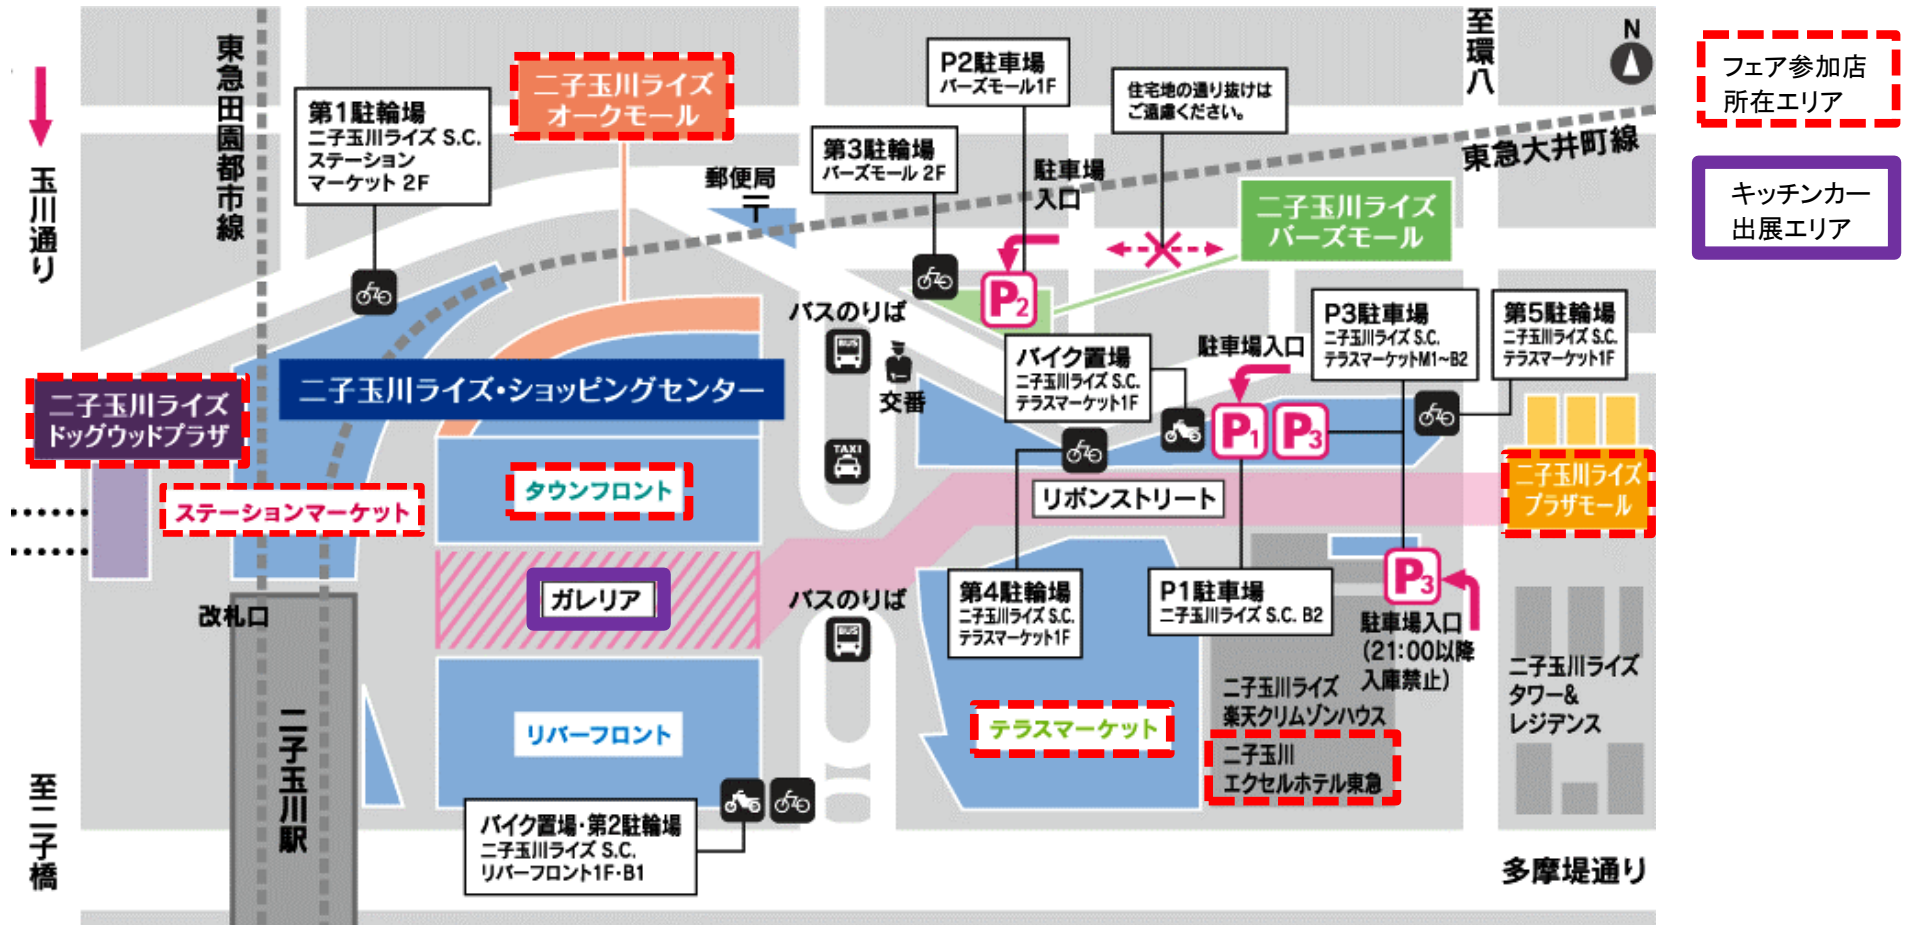 東急田園都市線
玉川通り
至二子橋
第1駐輪場
二子玉川ライズ S.C.
ステーション
マーケット 2F
二子玉川ライズ
オークモール
郵便局
〒
P2駐車場
バーズモール1F
第3駐輪場
バーズモール 2F
駐車場
入口
住宅地の通り抜けは
ご遠慮ください。
至環八
N
東急大井町線
フェア参加店
所在エリア
キッチンカー
出展エリア
二子玉川ライズ
バーズモール
P2
バスのりば
BUS
交番
TAXI
バイク置場
二子玉川ライズ S.C.
テラスマーケット1F
駐車場入口
P3駐車場
二子玉川ライズ S.C.
テラスマーケットM1～B2
第5駐輪場
二子玉川ライズ S.C.
テラスマーケット1F
P1
P3
二子玉川ライズ
ドッグウッドプラザ
二子玉川ライズ・ショッピングセンター
ステーションマーケット
タウンフロント
リボンストリート
二子玉川ライズ
プラザモール
ガレリア
改札口
バスのりば
BUS
第4駐輪場
二子玉川ライズ S.C.
テラスマーケット1F
P1駐車場
二子玉川ライズ S.C. B2
P3
駐車場入口
(21:00以降
入庫禁止)
二子玉川ライズ
楽天クリムゾンハウス
二子玉川
エクセルホテル東急
二子玉川ライズ
タワー&
レジデンス
二子玉川駅
リバーフロント
テラスマーケット
バイク置場・第2駐輪場
二子玉川ライズ S.C.
リバーフロント1F・B1
多摩堤通り